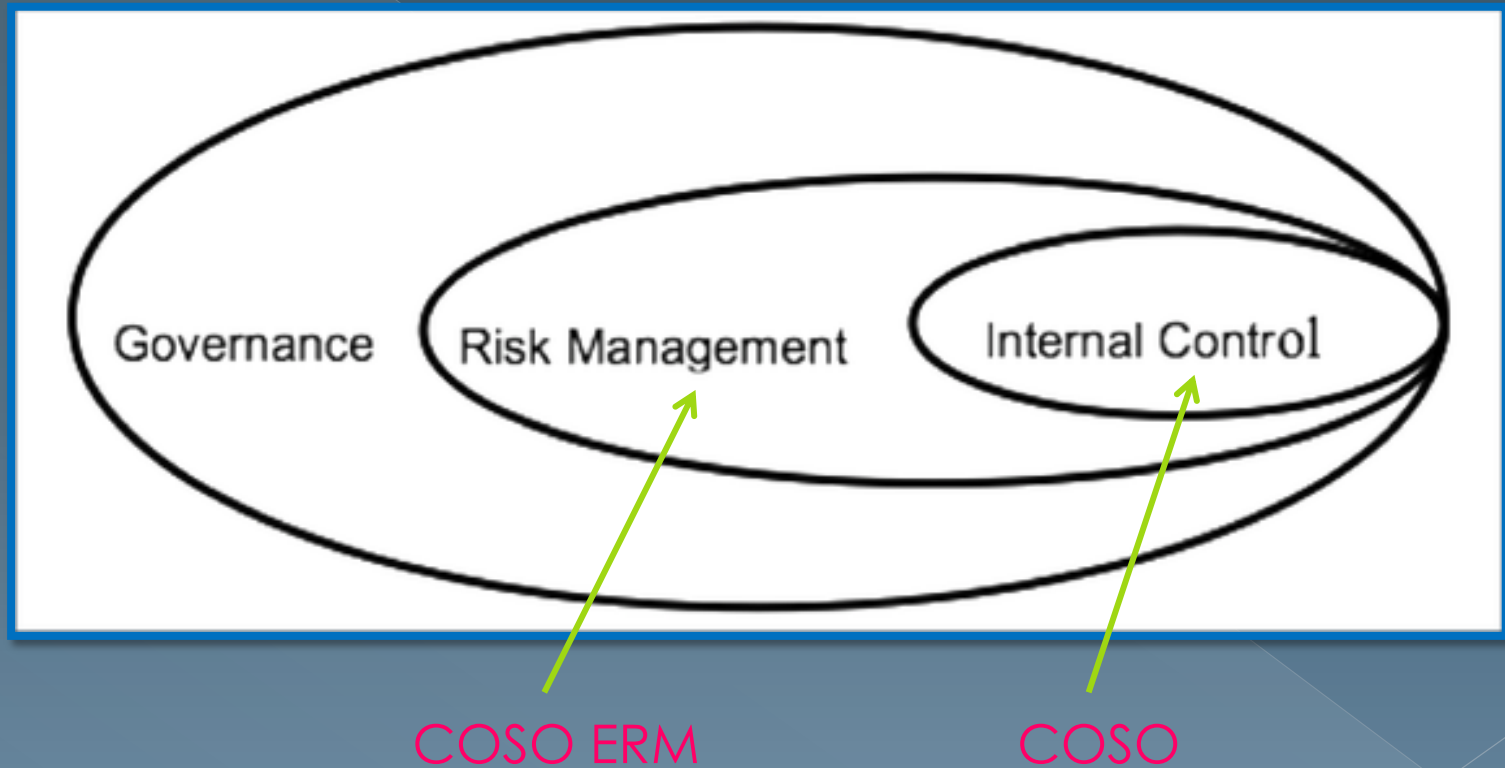 Governance
Risk Management
Internal Control
COSO ERM
COSO